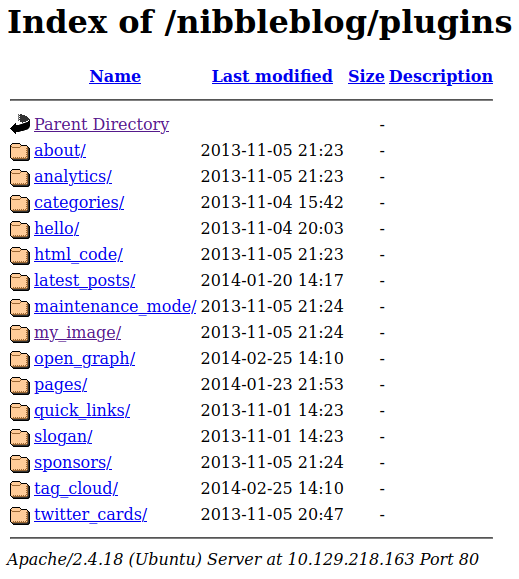 Index of /nibbleblog/plugins
Name Last modified Size Description
Parent Directory -
about/ 2013-11-05 21:23 -
analytics/ 2013-11-05 21:23 -
categories/ 2013-11-04 15:42 -
hello/ 2013-11-04 20:03 -
html_code/ 2013-11-05 21:23 -
latest_posts/ 2014-01-20 14:17 -
maintenance_mode/ 2013-11-05 21:24 -
my_image/ 2013-11-05 21:24 -
open_graph/ 2014-02-25 14:10 -
pages/ 2014-01-23 21:53 -
quick_links/ 2013-11-01 14:23 -
slogan/ 2013-11-01 14:23 -
sponsors/ 2013-11-05 21:24 -
tag_cloud/ 2014-02-25 14:10 -
twitter_cards/ 2013-11-05 20:47 -
Apache/2.4.18 (Ubuntu) Server at 10.129.218.163 Port 80